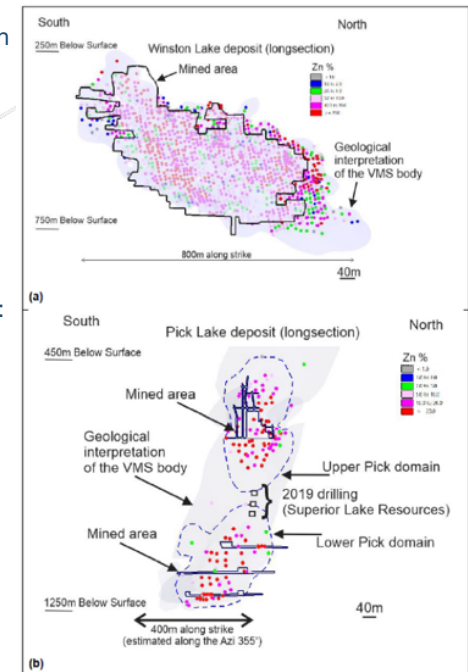 n
South
North
250m Below Surface
Winston Lake deposit (longsection)
Mined area
Zn %
Geological
interpretation
of the VMS body
750m Below Surface
800m along strike
40m
(a)
:
South
North
Pick Lake deposit (longsection)
450m Below Surface
Zn %
Mined area
Geological
interpretation
of the VMS body
Upper Pick domain
2019 drilling
(Superior Lake Resources)
Lower Pick domain
Mined area
1250m Below Surface
400m along strike
(estimated along the Azi 355°)
40m
(b)